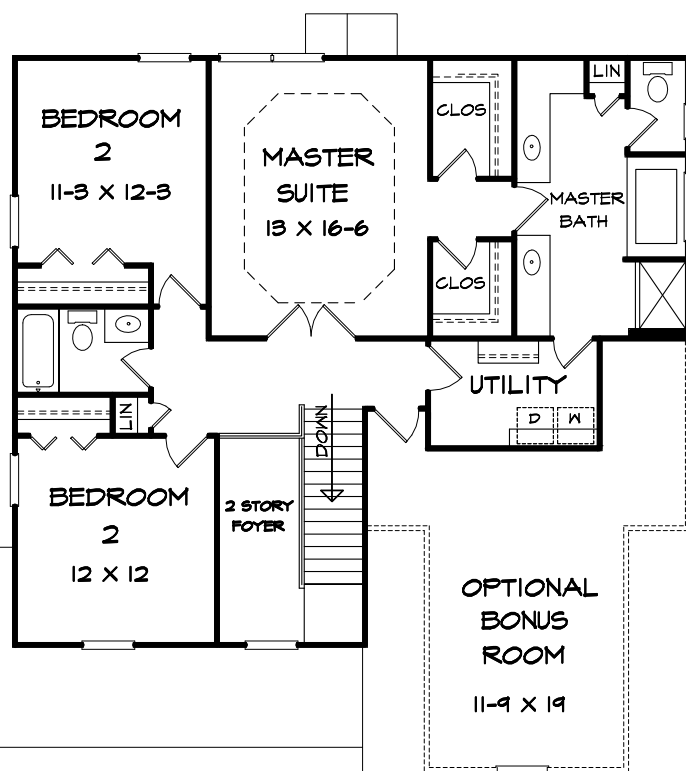 BEDROOM
2
11-3 X 12-3
MASTER
SUITE
13 X 16-6
CLOS
LIN
MASTER
BATH
CLOS
UTILITY
D W
LIN
DOWN
BEDROOM
2
12 X 12
2 STORY
FOYER
OPTIONAL
BONUS
ROOM
11-9 X 19